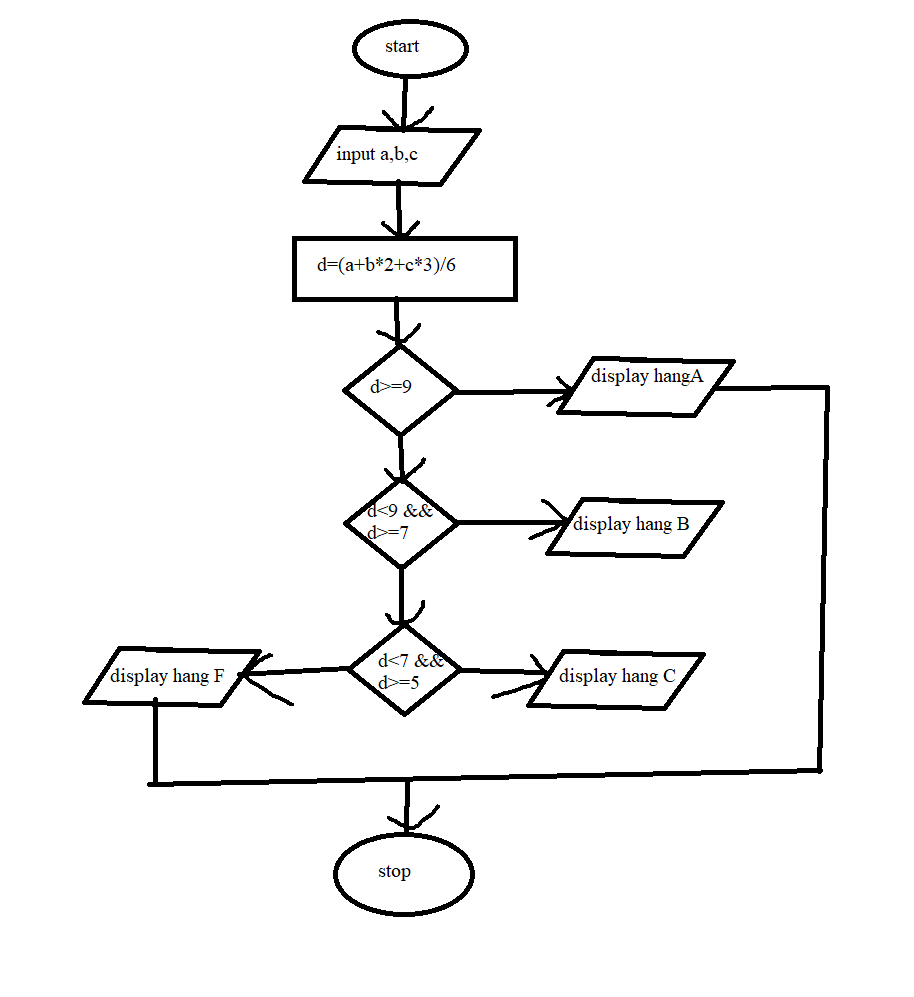 start
input a,b,c
d=(a+b*2+c*3)/6
d>=9
display hangA
d<9 &&
d>=7
display hang B
d<7 &&
d>=5
display hang C
display hang F
stop